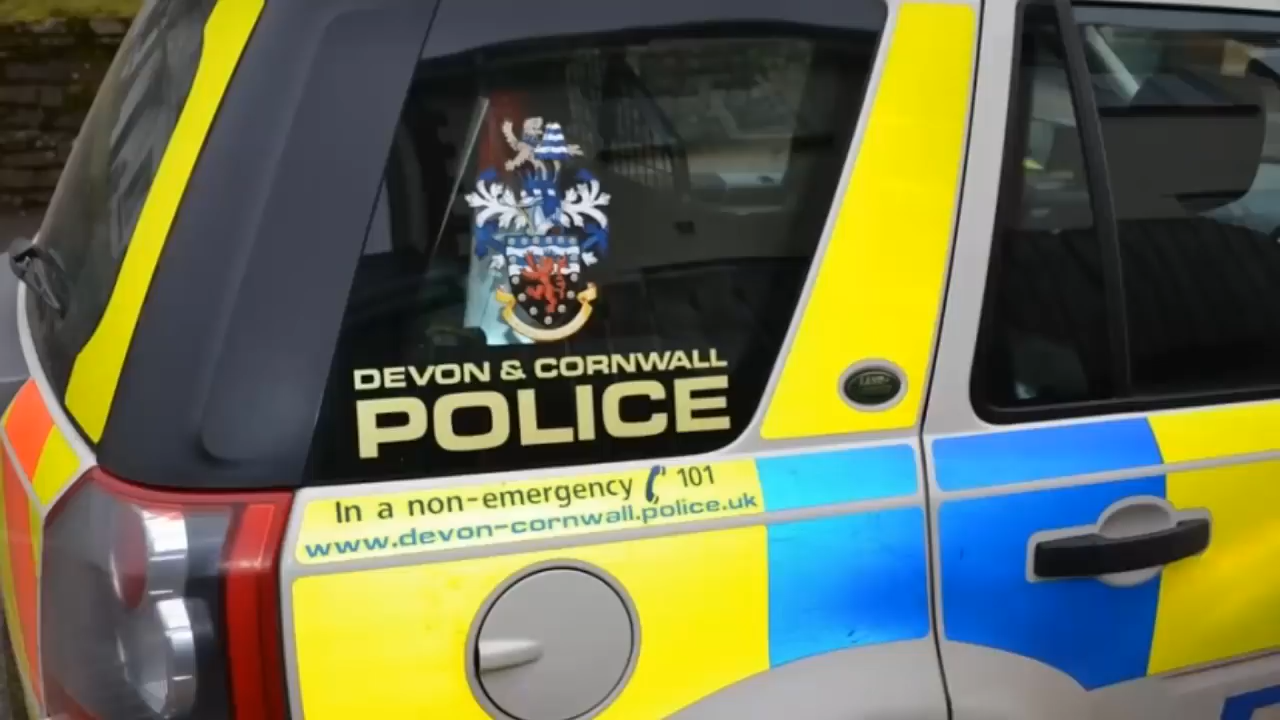 DEVON & CORNWALL
POLICE
In a non-emergency 101
www.devon-cornwall.police.uk